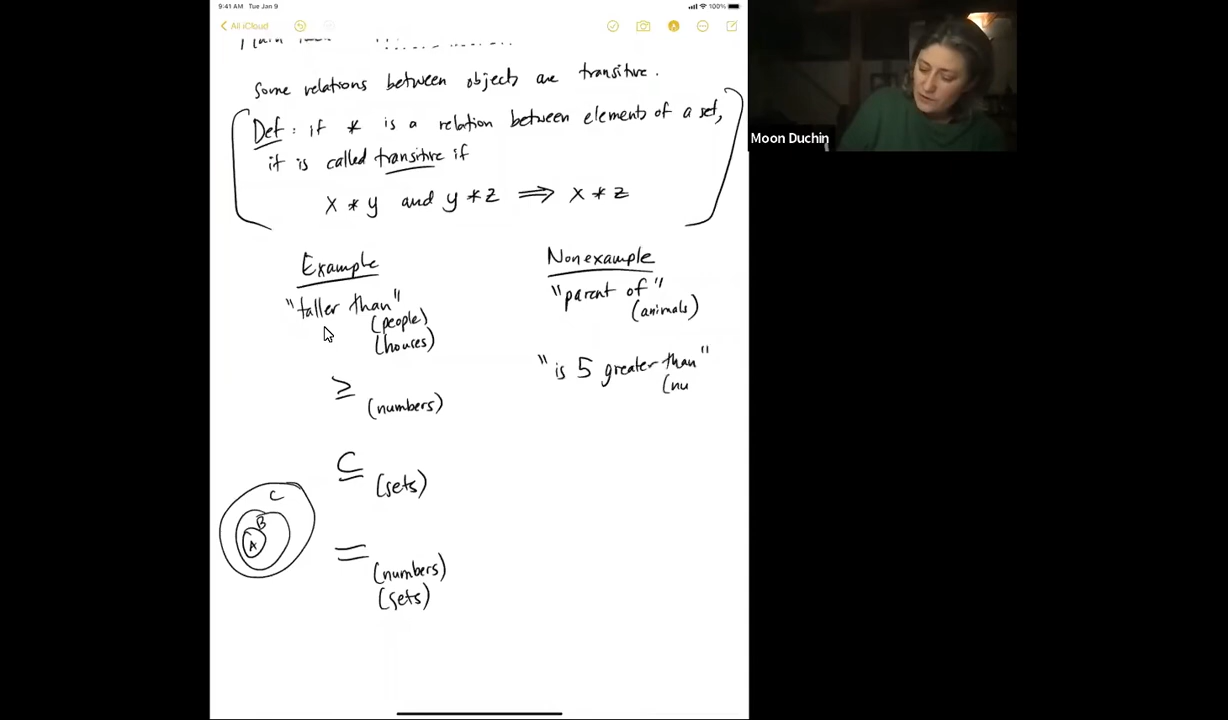 9:41 AM Tue Jan 9
100%
All iCloud
Some relations between objects are transitive.
Def: if * is a relation between elements of a set,
it is called transitive if
x * y and y * z ⟹ x * z
Example
"taller than"
(people)
(houses)
≥
(numbers)
⊆
(sets)
C
B
A
=
(numbers)
(sets)
Nonexample
"parent of"
(animals)
"is 5 greater than"
(nu
Moon Duchin